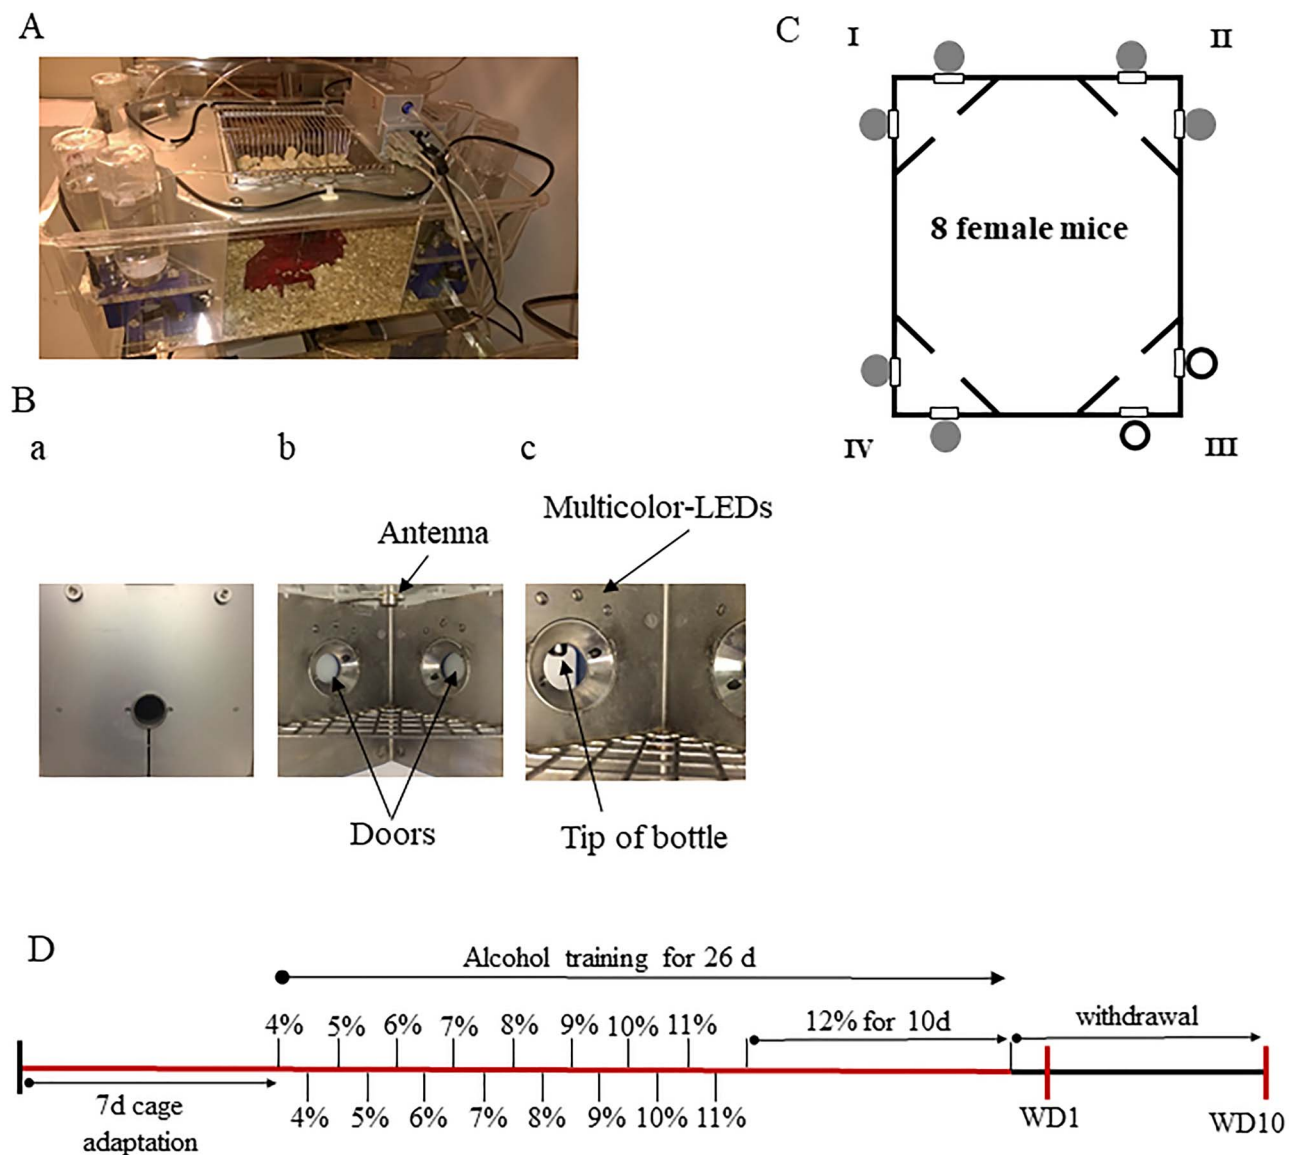 A
C
I
II
8 female mice
IV
III
B
a
b
c
Multicolor-LEDs
Antenna
Doors
Tip of bottle
D
Alcohol training for 26 d
4% 5% 6% 7% 8% 9% 10% 11%
12% for 10d
withdrawal
7d cage
adaptation
4% 5% 6% 7% 8% 9% 10% 11%
WD1
WD10